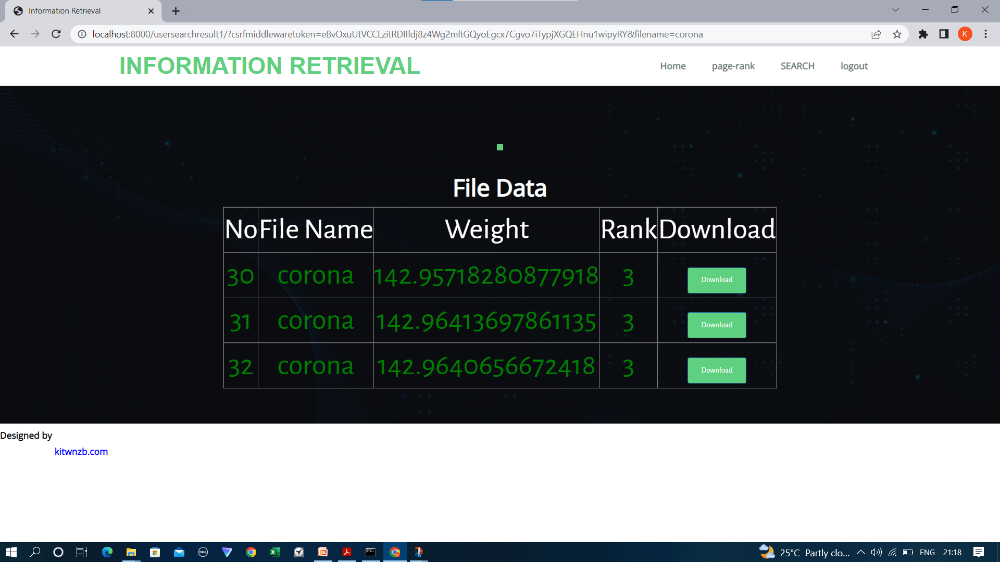 Information Retrieval
localhost:8000/usersearchresult1/?csrfmiddlewaretoken=e8vOxuUtVCCLzitRDIIldj8z4Wg2mltGQyoEgcx7Cgvo7iTypjXGQEHnu1wipyRY&filename=corona
K
INFORMATION RETRIEVAL Home page-rank SEARCH logout
File Data
No File Name Weight Rank Download
30 corona 142.95718280877918 3 Download
31 corona 142.96413697861135 3 Download
32 corona 142.9640656672418 3 Download
Designed by
kitwnzb.com
DELL
25°C Partly clo... ENG 21:18